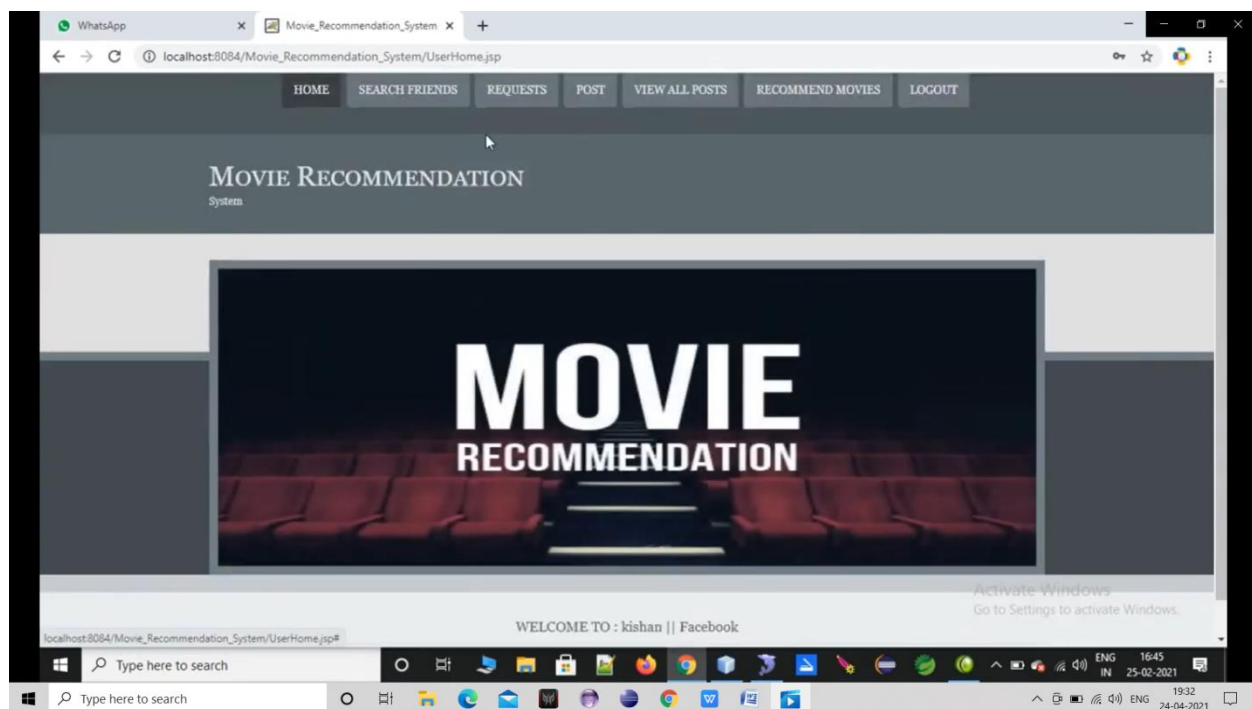 WhatsApp
Movie_Recommendation_System
localhost:8084/Movie_Recommendation_System/UserHome.jsp
HOME SEARCH FRIENDS REQUESTS POST VIEW ALL POSTS RECOMMEND MOVIES LOGOUT
MOVIE RECOMMENDATION
System
MOVIE
RECOMMENDATION
Activate Windows
Go to Settings to activate Windows.
WELCOME TO : kishan || Facebook
localhost:8084/Movie_Recommendation_System/UserHome.jsp#
Type here to search
ENG 16:45
IN 25-02-2021
Type here to search
ENG 19:32
24-04-2021